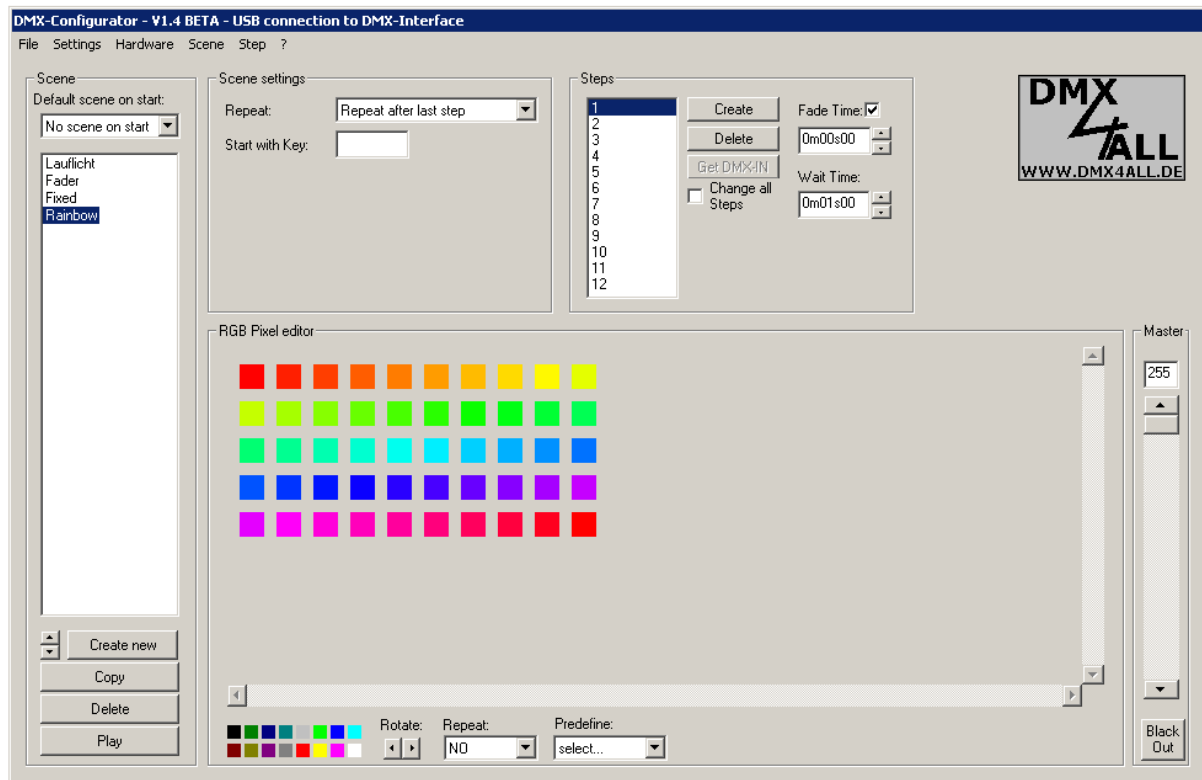 DMX-Configurator - V1.4 BETA - USB connection to DMX-Interface
File Settings Hardware Scene Step ?
Scene
Default scene on start:
No scene on start
Lauflicht
Fader
Fixed
Rainbow
Create new
Copy
Delete
Play
Scene settings
Repeat:
Repeat after last step
Start with Key:
Steps
1
2
3
4
5
6
7
8
9
10
11
12
Create
Delete
Get DMX-IN
Change all
Steps
Fade Time:
0m00s00
Wait Time:
0m01s00
DMX
4ALL
WWW.DMX4ALL.DE
RGB Pixel editor
Rotate:
Repeat:
NO
Predefine:
select...
Master
255
Black
Out